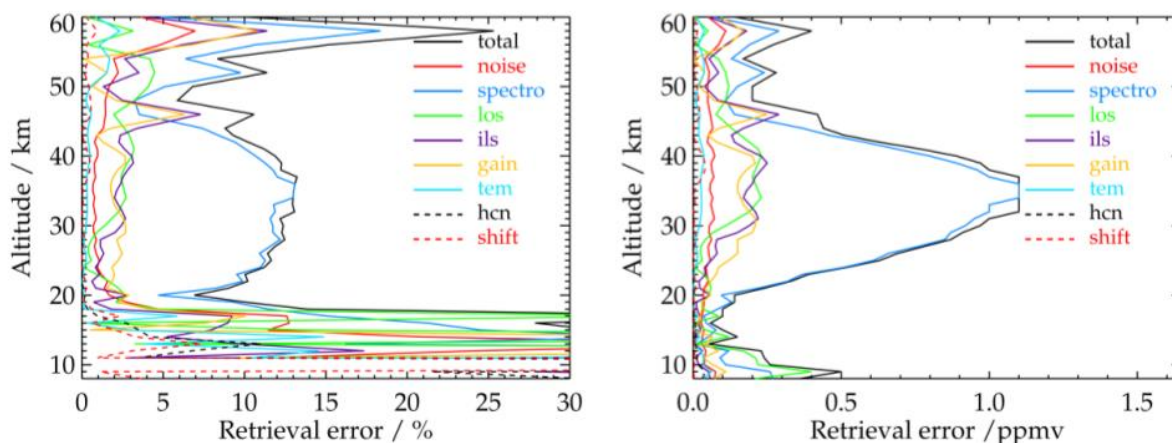 60
50
40
30
20
10
Altitude / km
0 5 10 15 20 25 30
Retrieval error / %
total
noise
spectro
los
ils
gain
tem
hcn
shift
60
50
40
30
20
10
Altitude / km
0.0 0.5 1.0 1.5
Retrieval error /ppmv
total
noise
spectro
los
ils
gain
tem
hcn
shift